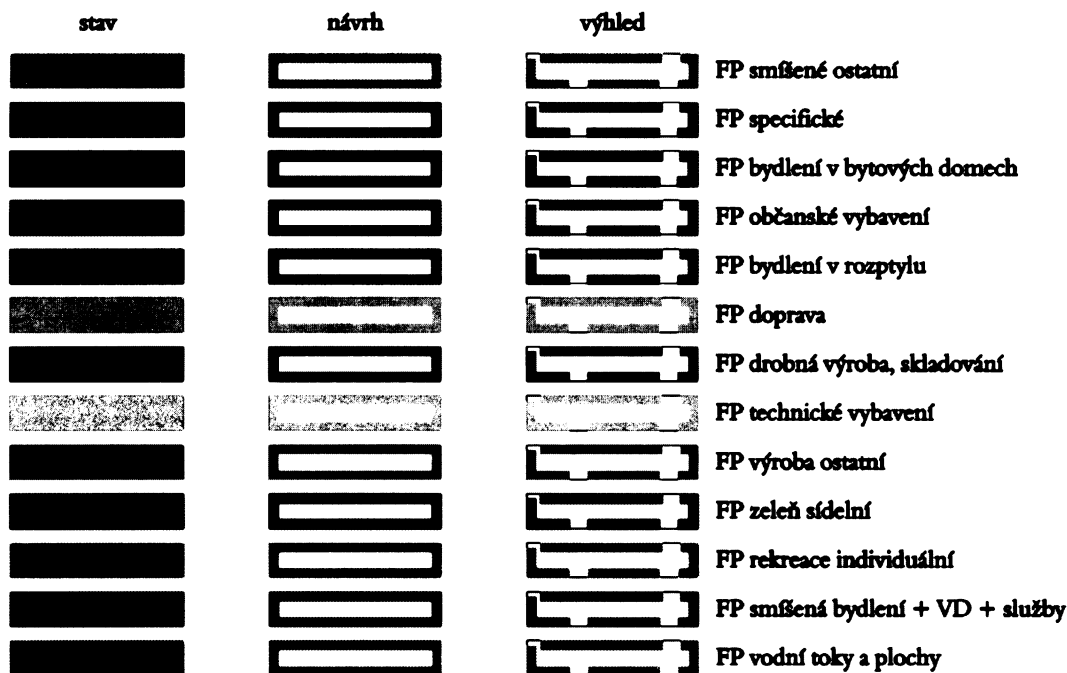 stav návrh výhled
FP smíšené ostatní
FP specifické
FP bydlení v bytových domech
FP občanské vybavení
FP bydlení v rozptylu
FP doprava
FP drobná výroba, skladování
FP technické vybavení
FP výroba ostatní
FP zeleň sídelní
FP rekreace individuální
FP smíšená bydlení + VD + služby
FP vodní toky a plochy